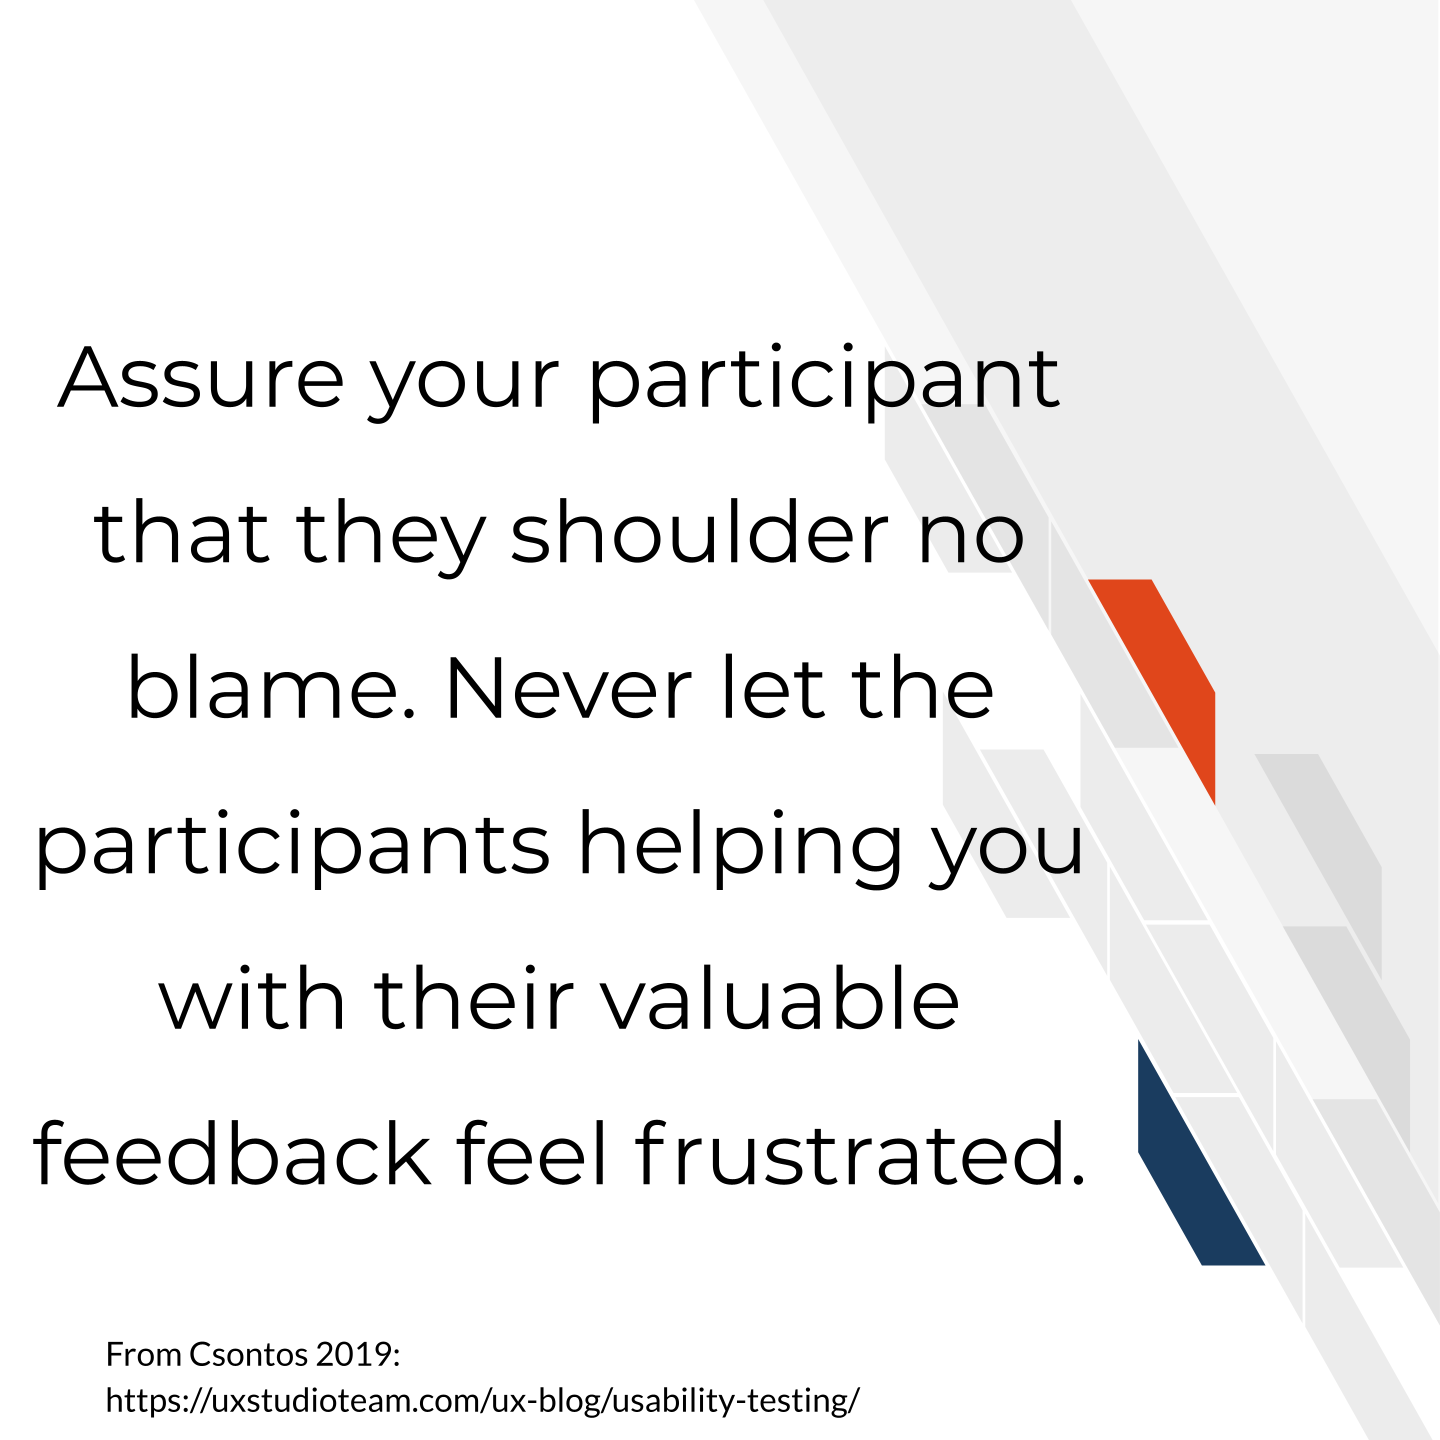 Assure your participant
that they shoulder no
blame. Never let the
participants helping you
with their valuable
feedback feel frustrated.
From Csontos 2019:
https://uxstudioteam.com/ux-blog/usability-testing/